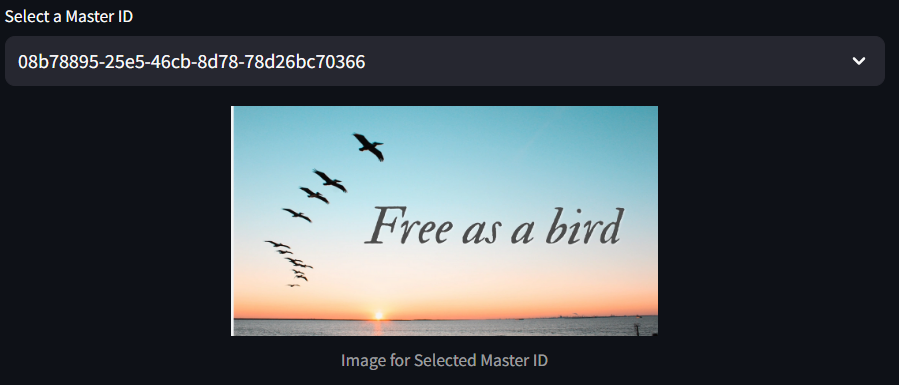 Select a Master ID
08b78895-25e5-46cb-8d78-78d26bc70366
Free as a bird
Image for Selected Master ID